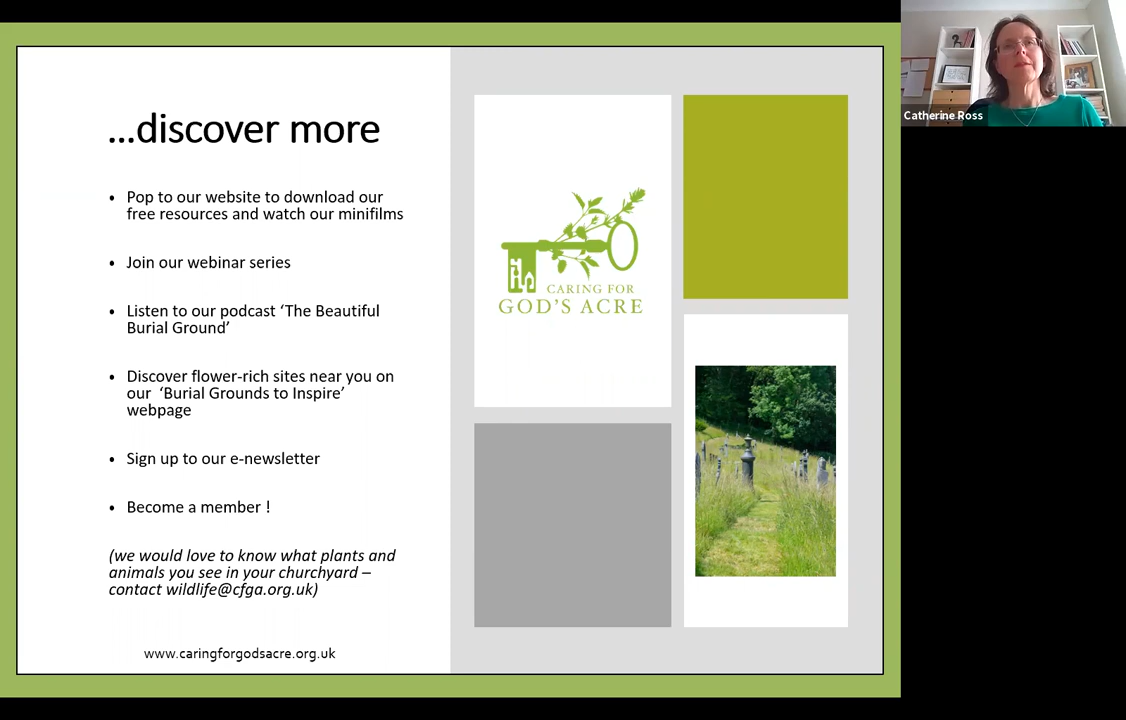 ...discover more
• Pop to our website to download our
free resources and watch our minifilms
• Join our webinar series
• Listen to our podcast ‘The Beautiful
Burial Ground’
• Discover flower-rich sites near you on
our ‘Burial Grounds to Inspire’
webpage
• Sign up to our e-newsletter
• Become a member !
(we would love to know what plants and
animals you see in your churchyard –
contact wildlife@cfga.org.uk)
www.caringforgodsacre.org.uk
CARING FOR
GOD'S ACRE
Catherine Ross